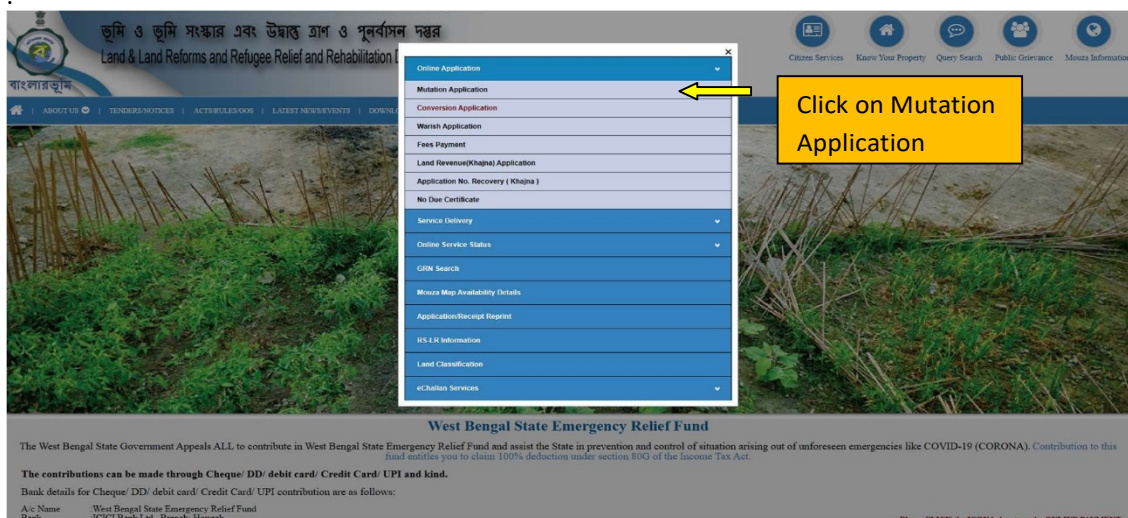 .
ভূমি ও ভূমি সংস্কার এবং উদ্বাস্তু ত্রাণ ও পুনর্বাসন দপ্তর
Land & Land Reforms and Refugee Relief and Rehabilitation
বাংলারভূমি
Citizen Services
Know Your Property
Query Search
Public Grievance
Mouza Information
ABOUT US | TENDERS/NOTICES | ACTS/RULES/GOS | LATEST NEWS/EVENTS |
×
Online Application
Mutation Application
Conversion Application
Warish Application
Fees Payment
Land Revenue(Khajna) Application
Application No. Recovery ( Khajna )
No Due Certificate
Service Delivery
Online Service Status
GRN Search
Mouza Map Availability Details
Application/Receipt Reprint
RS-LR Information
Land Classification
eChallan Services
Click on Mutation
Application
West Bengal State Emergency Relief Fund
The West Bengal State Government Appeals ALL to contribute in West Bengal State Emergency Relief Fund and assist the State in prevention and control of situation arising out of unforeseen emergencies like COVID-19 (CORONA). Contribution to this
fund entitles you to claim 100% deduction under section 80G of the Income Tax Act.
The contributions can be made through Cheque/ DD/ debit card/ Credit Card/ UPI and kind.
Bank details for Cheque/ DD/ debit card/ Credit Card/ UPI contribution are as follows:
A/c Name :West Bengal State Emergency Relief Fund